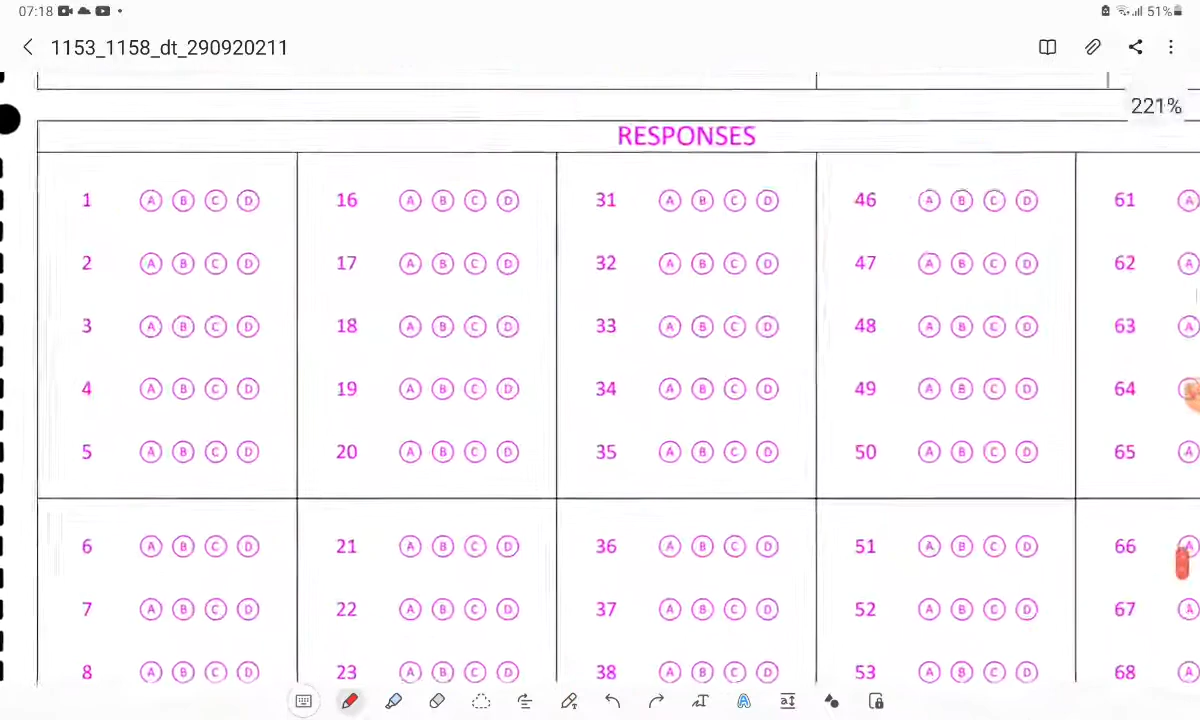 07:18 51%
1153_1158_dt_290920211
221%
RESPONSES
1 A B C D 16 A B C D 31 A B C D 46 A B C D 61 A
2 A B C D 17 A B C D 32 A B C D 47 A B C D 62 A
3 A B C D 18 A B C D 33 A B C D 48 A B C D 63 A
4 A B C D 19 A B C D 34 A B C D 49 A B C D 64
5 A B C D 20 A B C D 35 A B C D 50 A B C D 65 A
6 A B C D 21 A B C D 36 A B C D 51 A B C D 66 A
7 A B C D 22 A B C D 37 A B C D 52 A B C D 67 A
8 A B C D 23 A B C D 38 A B C D 53 A B C D 68 A